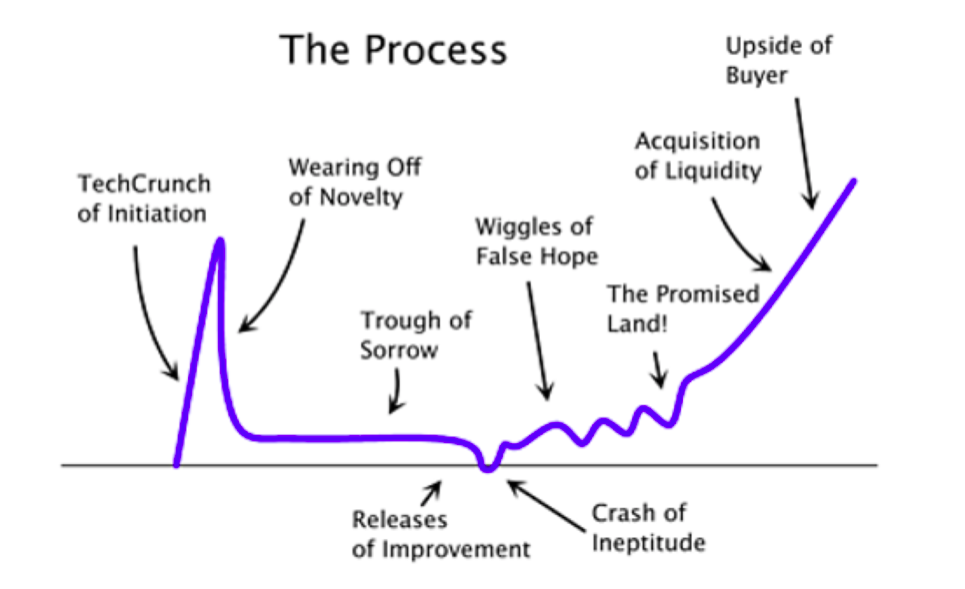 The Process
TechCrunch
of Initiation
Wearing Off
of Novelty
Trough of
Sorrow
Releases
of Improvement
Crash of
Ineptitude
Wiggles of
False Hope
The Promised
Land!
Acquisition
of Liquidity
Upside of
Buyer